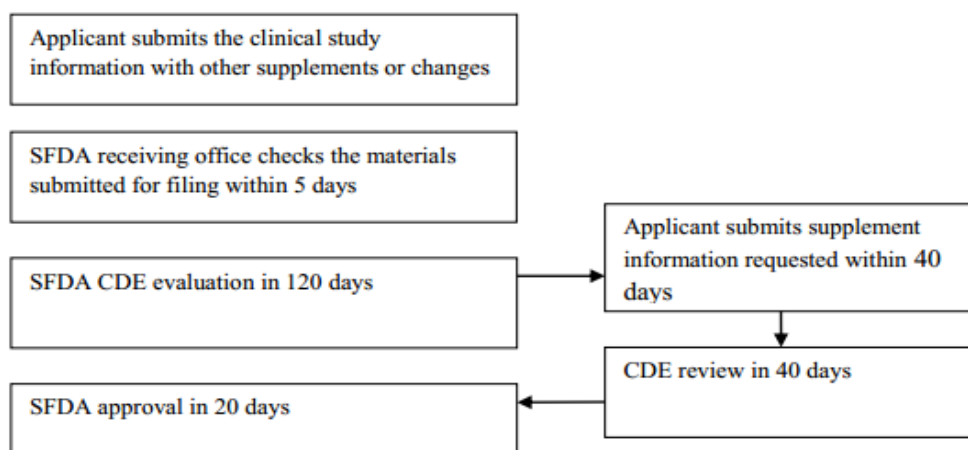 Applicant submits the clinical study
information with other supplements or changes
SFDA receiving office checks the materials
submitted for filing within 5 days
SFDA CDE evaluation in 120 days
Applicant submits supplement
information requested within 40
days
CDE review in 40 days
SFDA approval in 20 days